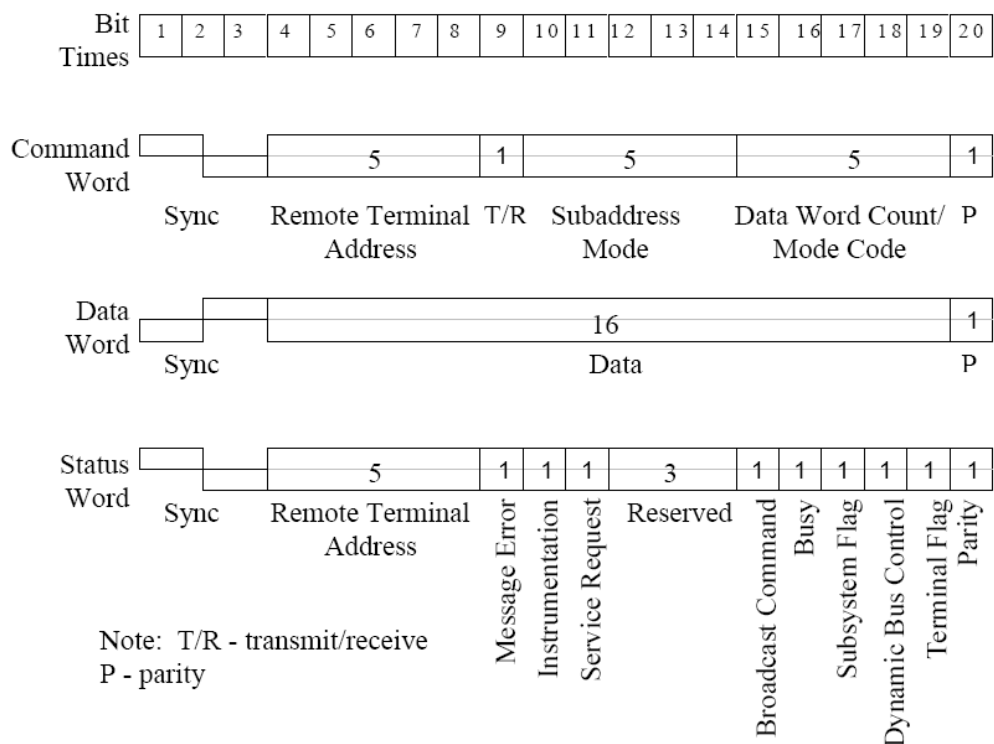 Bit
Times
1 2 3 4 5 6 7 8 9 10 11 12 13 14 15 16 17 18 19 20
Command
Word
5 1 5 5 1
Sync
Remote Terminal
Address
T/R
Subaddress
Mode
Data Word Count/
Mode Code
P
Data
Word
16 1
Sync
Data
P
Status
Word
5 1 1 1 3 1 1 1 1 1 1
Sync
Remote Terminal
Address
Message Error
Instrumentation
Service Request
Reserved
Broadcast Command
Busy
Subsystem Flag
Dynamic Bus Control
Terminal Flag
Parity
Note: T/R - transmit/receive
P - parity